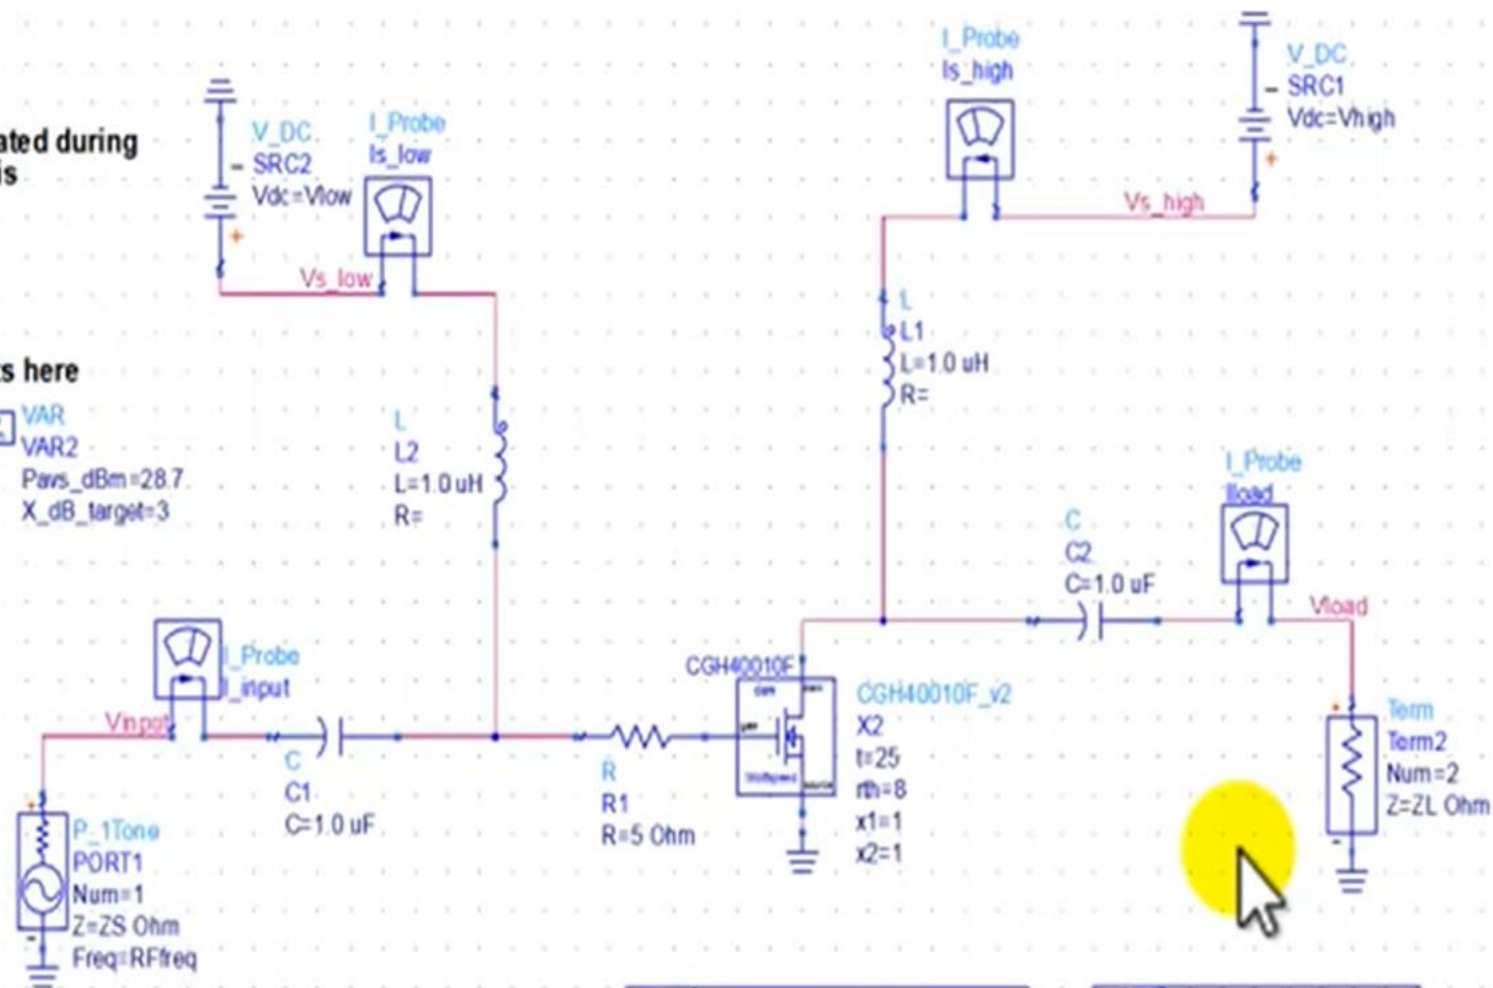 ated during
is
V_DC
SRC2
Vdc=Vlow
I_Probe
Is_low
Vs_low
I_Probe
Is_high
V_DC
SRC1
Vdc=Vhigh
Vs_high
s here
VAR
VAR2
Pavs_dBm=28.7
X_dB_target=3
L
L2
L=1.0 uH
R=
L
L1
L=1.0 uH
R=
C
C2
C=1.0 uF
I_Probe
Iload
Vload
I_Probe
I_input
Vinput
C
C1
C=1.0 uF
R
R1
R=5 Ohm
CGH40010F
CGH40010F_v2
X2
t=25
rth=8
x1=1
x2=1
Term
Term2
Num=2
Z=ZL Ohm
P_1Tone
PORT1
Num=1
Z=ZS Ohm
Freq=RFfreq